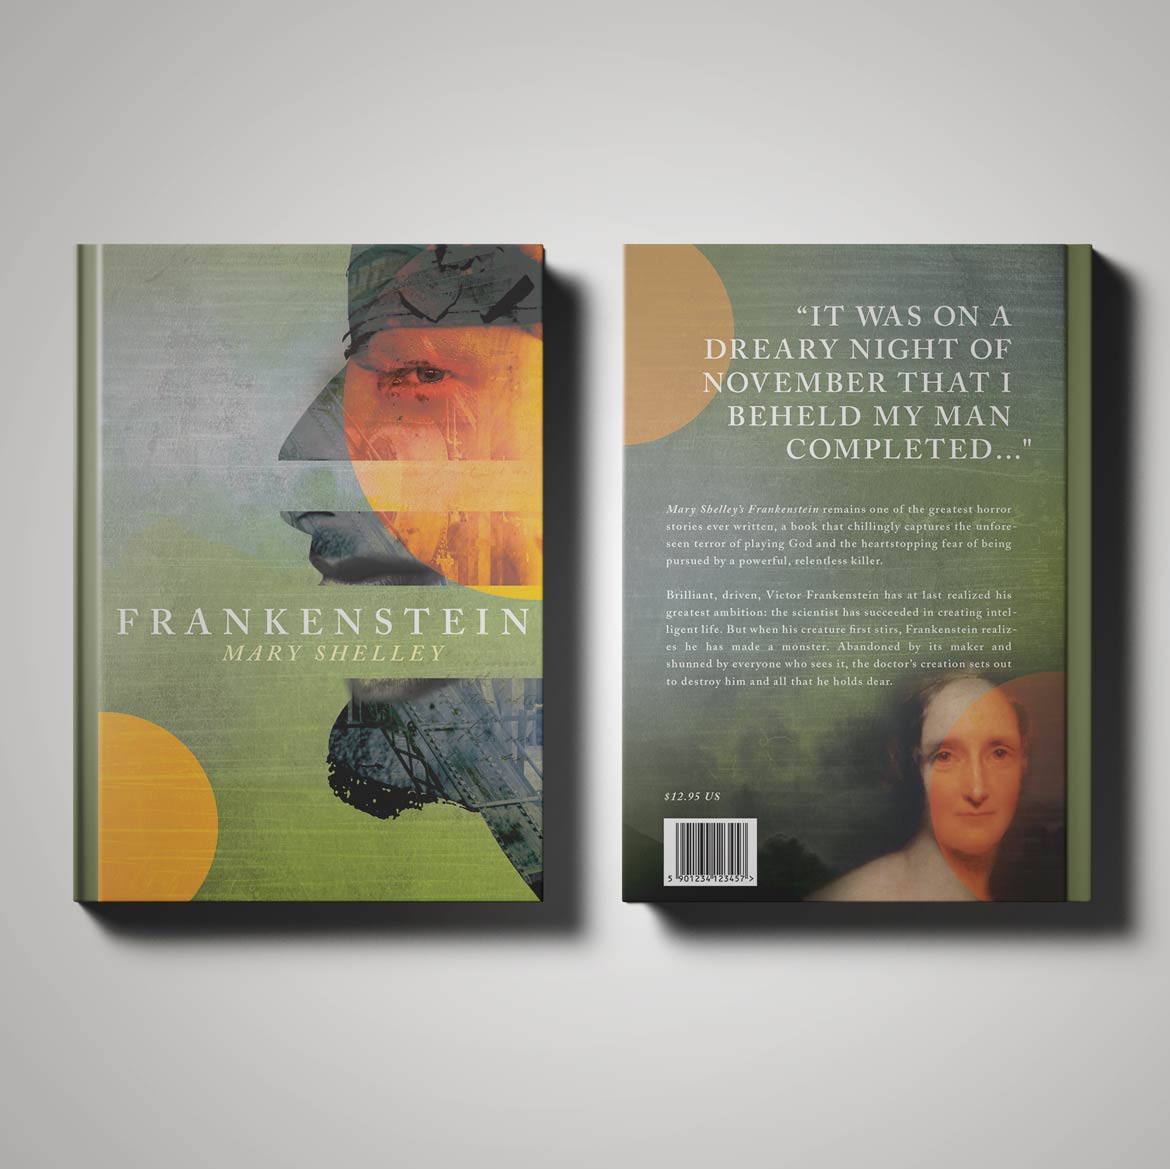 FRANKENSTEIN
MARY SHELLEY
“IT WAS ON A
DREARY NIGHT OF
NOVEMBER THAT I
BEHELD MY MAN
COMPLETED..."
Mary Shelley's Frankenstein remains one of the greatest horror
stories ever written, a book that chillingly captures the unfore-
seen terror of playing God and the heartstopping fear of being
pursued by a powerful, relentless killer.
Brilliant, driven, Victor Frankenstein has at last realized his
greatest ambition: the scientist has succeeded in creating intel-
ligent life. But when his creature first stirs, Frankenstein realiz-
es he has made a monster. Abandoned by its maker and
shunned by everyone who sees it, the doctor's creation sets out
to destroy him and all that he holds dear.
$12.95 US
5 901234 123457 >